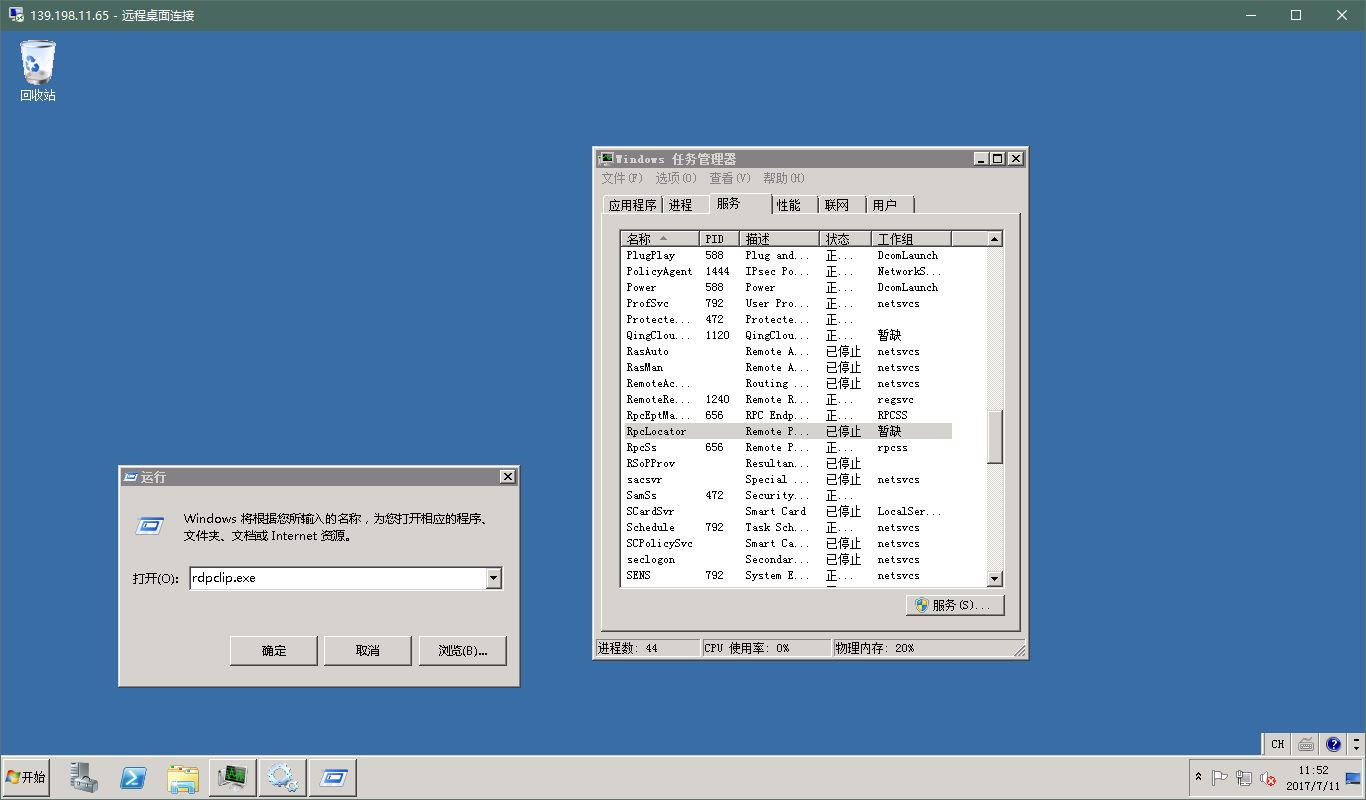 139.198.11.65 - 远程桌面连接
回收站
Windows 任务管理器
文件(F) 选项(O) 查看(V) 帮助(H)
应用程序 进程 服务 性能 联网 用户
名称 PID 描述 状态 工作组
PlugPlay 588 Plug and... 正... DcomLaunch
PolicyAgent 1444 IPsec Po... 正... NetworkS...
Power 588 Power 正... DcomLaunch
ProfSvc 792 User Pro... 正... netsvcs
Protecte... 472 Protecte... 正...
QingClou... 1120 QingClou... 正... 暂缺
RasAuto Remote A... 已停止 netsvcs
RasMan Remote A... 已停止 netsvcs
RemoteAc... Routing ... 已停止 netsvcs
RemoteRe... 1240 Remote R... 正... regsvc
RpcEptMa... 656 RPC Endp... 正... RPCSS
RpcLocator Remote P... 已停止 暂缺
RpcSs 656 Remote P... 正... rpcss
RSoPProv Resultan... 已停止
sacsvr Special ... 已停止 netsvcs
SamSs 472 Security... 正...
SCardSvr Smart Card 已停止 LocalSer...
Schedule 792 Task Sch... 正... netsvcs
SCPolicySvc Smart Ca... 已停止 netsvcs
seclogon Secondar... 已停止 netsvcs
SENS 792 System E... 正... netsvcs
服务(S)...
进程数: 44 CPU 使用率: 0% 物理内存: 20%
运行
Windows 将根据您所输入的名称，为您打开相应的程序、
文件夹、文档或 Internet 资源。
打开(O): rdpclip.exe
确定 取消 浏览(B)...
CH
开始
11:52
2017/7/11